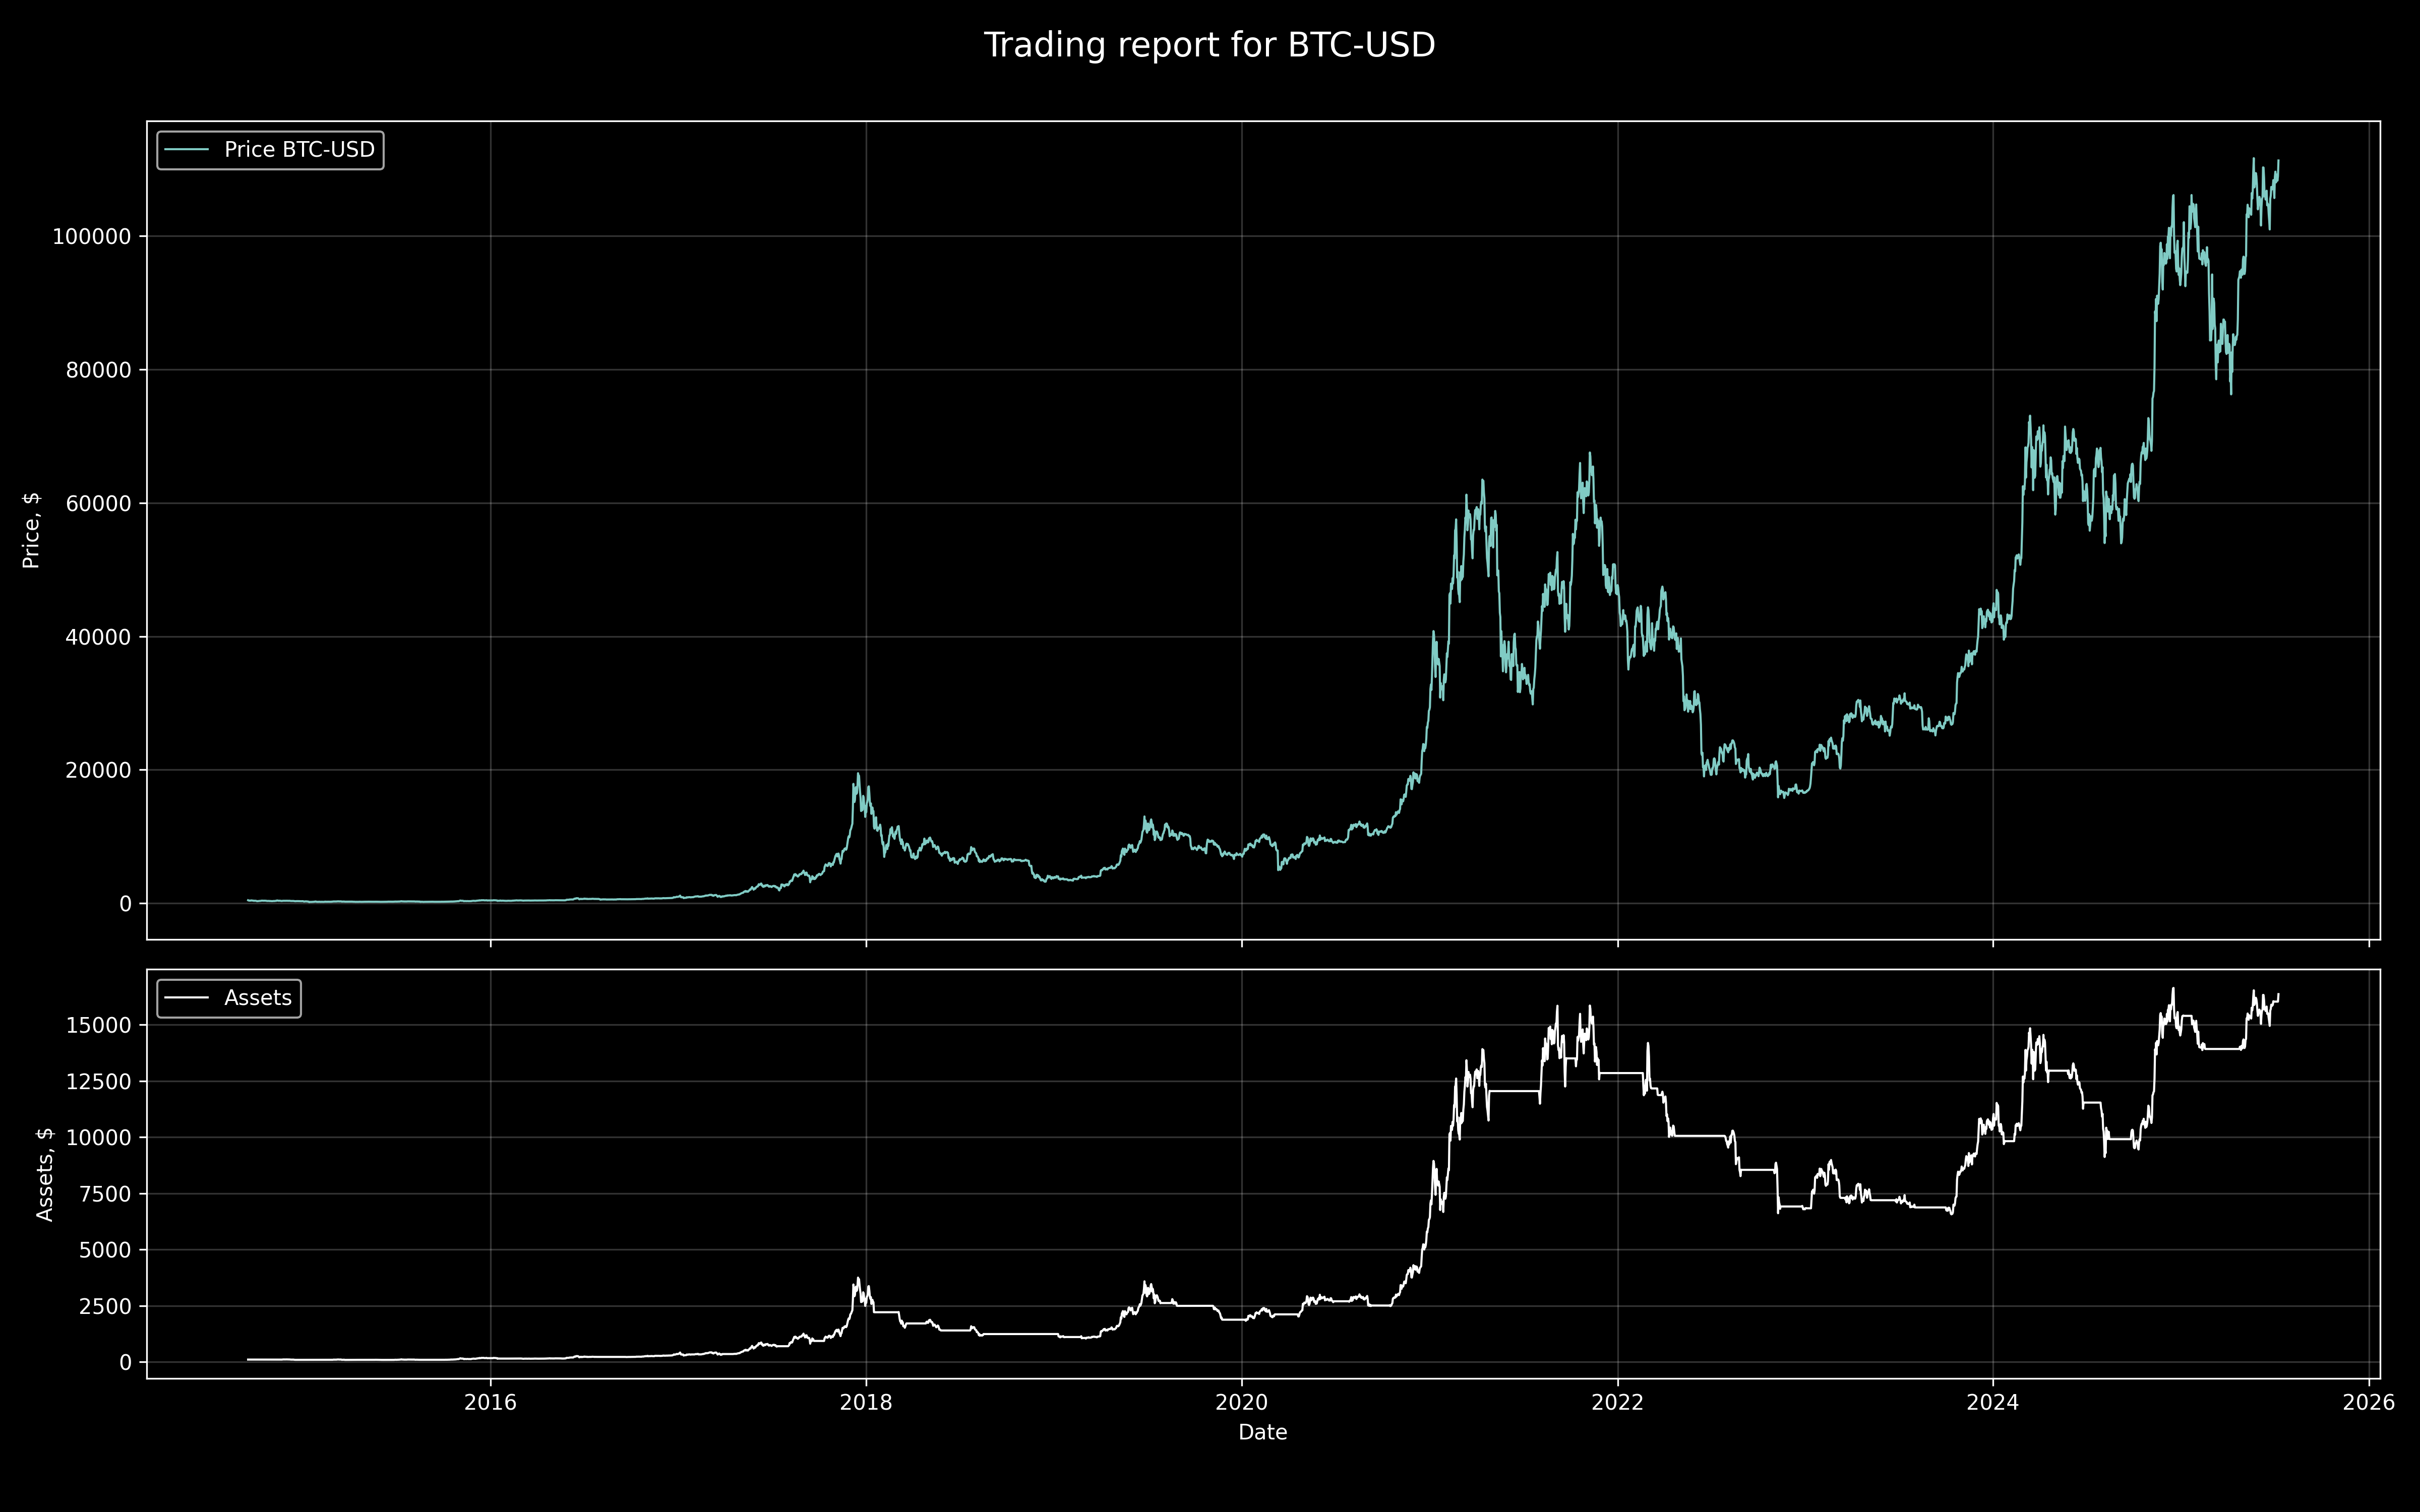 Trading report for BTC-USD
Price BTC-USD
100000
80000
60000
40000
20000
0
Price, $
Assets
15000
12500
10000
7500
5000
2500
0
Assets, $
2016 2018 2020 2022 2024 2026
Date